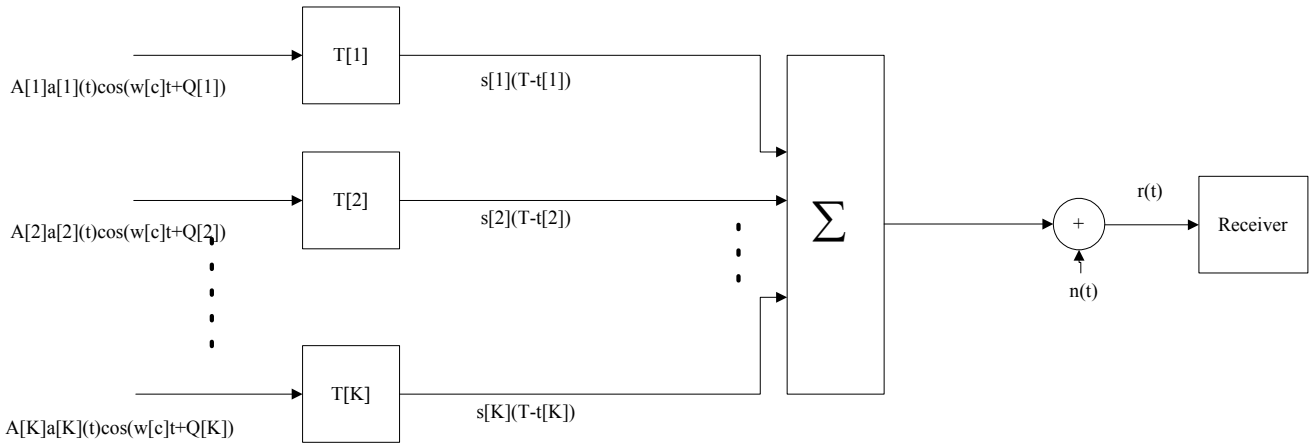 T[1]
A[1]a[1](t)cos(w[c]t+Q[1])
s[1](T-t[1])
T[2]
A[2]a[2](t)cos(w[c]t+Q[2])
s[2](T-t[2])
∑
r(t)
+
Receiver
n(t)
T[K]
A[K]a[K](t)cos(w[c]t+Q[K])
s[K](T-t[K])